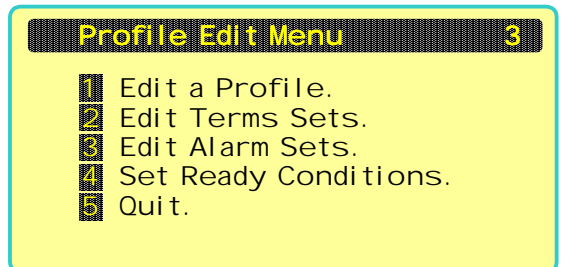 Profile Edit Menu 3
1 Edit a Profile.
2 Edit Terms Sets.
3 Edit Alarm Sets.
4 Set Ready Conditions.
5 Quit.